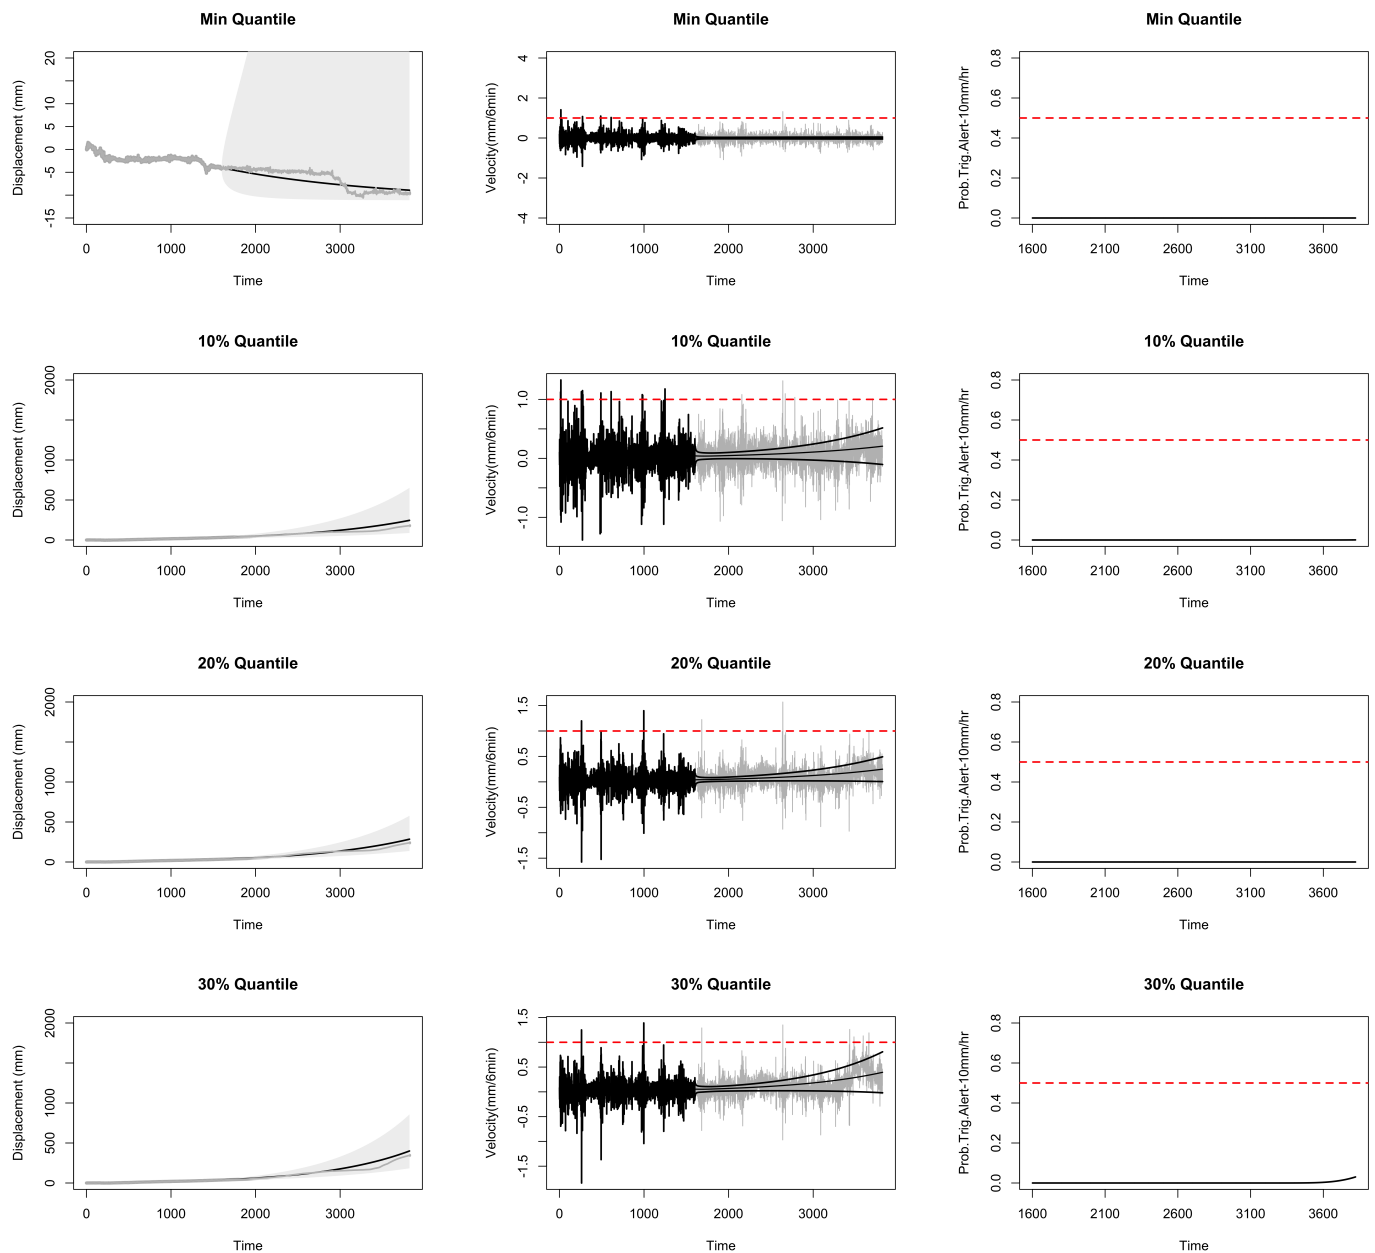 Min Quantile
Displacement (mm)
20
10
5
0
-5
-15
0 1000 2000 3000
Time
Min Quantile
Velocity(mm/6min)
4
2
0
-2
-4
0 1000 2000 3000
Time
Min Quantile
Prob.Trig.Alert-10mm/hr
0.8
0.6
0.4
0.2
0.0
1600 2100 2600 3100 3600
Time
10% Quantile
Displacement (mm)
2000
1000
500
0
0 1000 2000 3000
Time
10% Quantile
Velocity(mm/6min)
1.0
0.0
-1.0
0 1000 2000 3000
Time
10% Quantile
Prob.Trig.Alert-10mm/hr
0.8
0.6
0.4
0.2
0.0
1600 2100 2600 3100 3600
Time
20% Quantile
Displacement (mm)
2000
1000
500
0
0 1000 2000 3000
Time
20% Quantile
Velocity(mm/6min)
1.5
0.5
-0.5
-1.5
0 1000 2000 3000
Time
20% Quantile
Prob.Trig.Alert-10mm/hr
0.8
0.6
0.4
0.2
0.0
1600 2100 2600 3100 3600
Time
30% Quantile
Displacement (mm)
2000
1000
500
0
0 1000 2000 3000
Time
30% Quantile
Velocity(mm/6min)
1.5
0.5
-0.5
-1.5
0 1000 2000 3000
Time
30% Quantile
Prob.Trig.Alert-10mm/hr
0.8
0.6
0.4
0.2
0.0
1600 2100 2600 3100 3600
Time